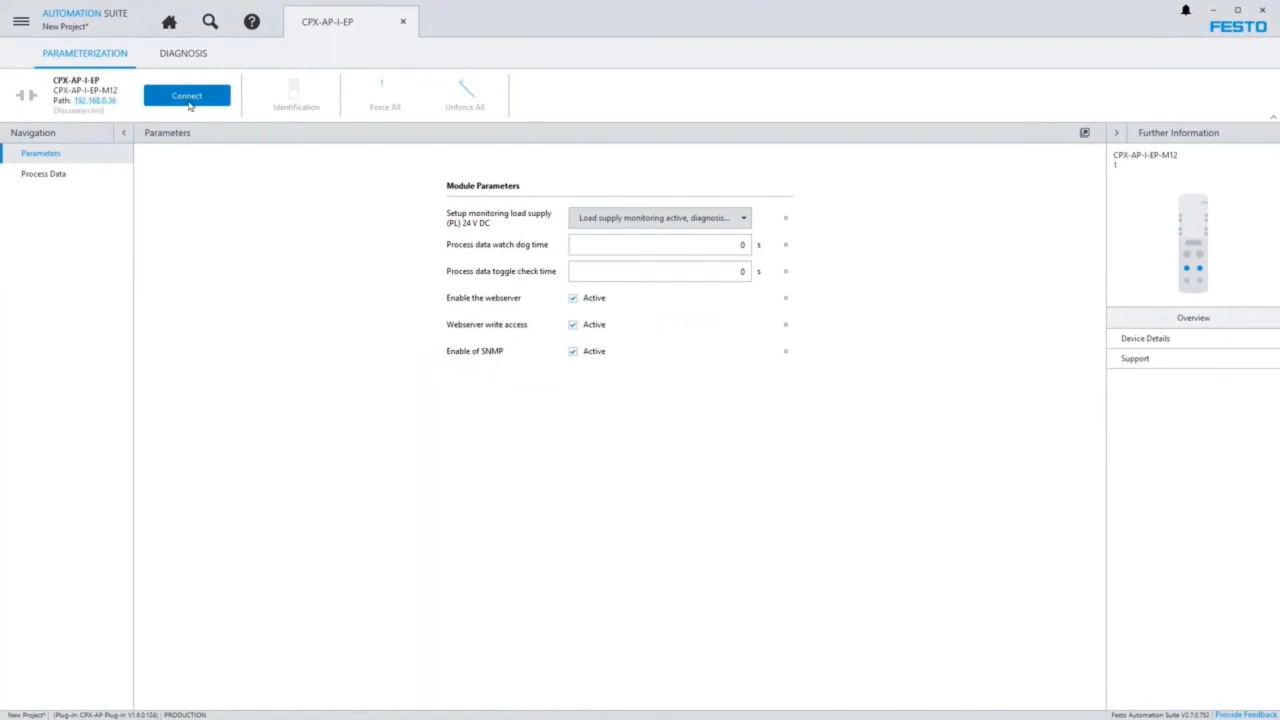 AUTOMATION SUITE
New Project*
CPX-AP-I-EP
FESTO
PARAMETERIZATION
DIAGNOSIS
CPX-AP-I-EP
CPX-AP-I-EP-M12
Path: 192.168.0.36
Disconnected
Connect
Identification
Force All
Unforce All
Navigation
Parameters
Further Information
Parameters
Process Data
Module Parameters
Setup monitoring load supply
(PL) 24 V DC
Load supply monitoring active, diagnosis...
Process data watch dog time
0 s
Process data toggle check time
0 s
Enable the webserver
Active
Webserver write access
Active
Enable of SNMP
Active
CPX-AP-I-EP-M12
1
Overview
Device Details
Support
New Project* | (Plug-in: CPX-AP Plug-in V1.6.0.124) | PRODUCTION
Festo Automation Suite V2.7.0.752 | Provide Feedback